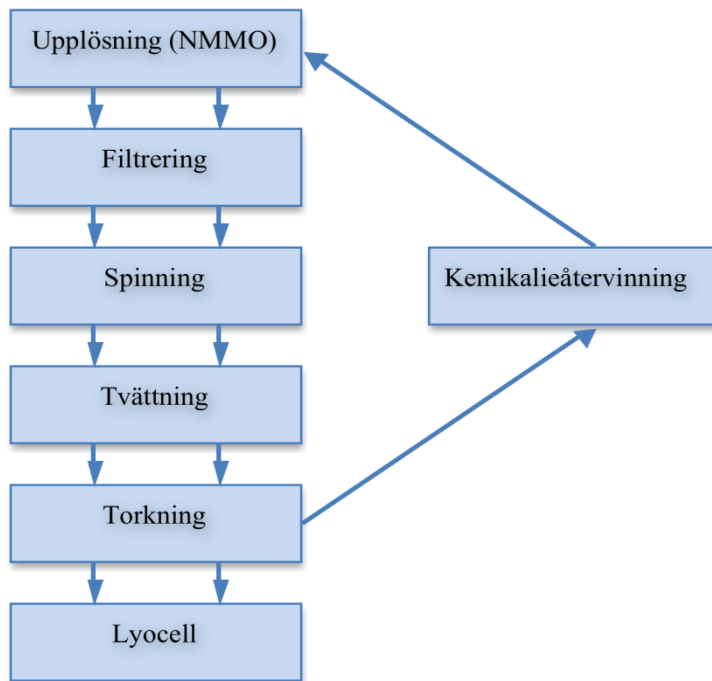 Upplösning (NMMO)
Filtrering
Spinning
Kemikalieåtervinning
Tvättning
Torkning
Lyocell